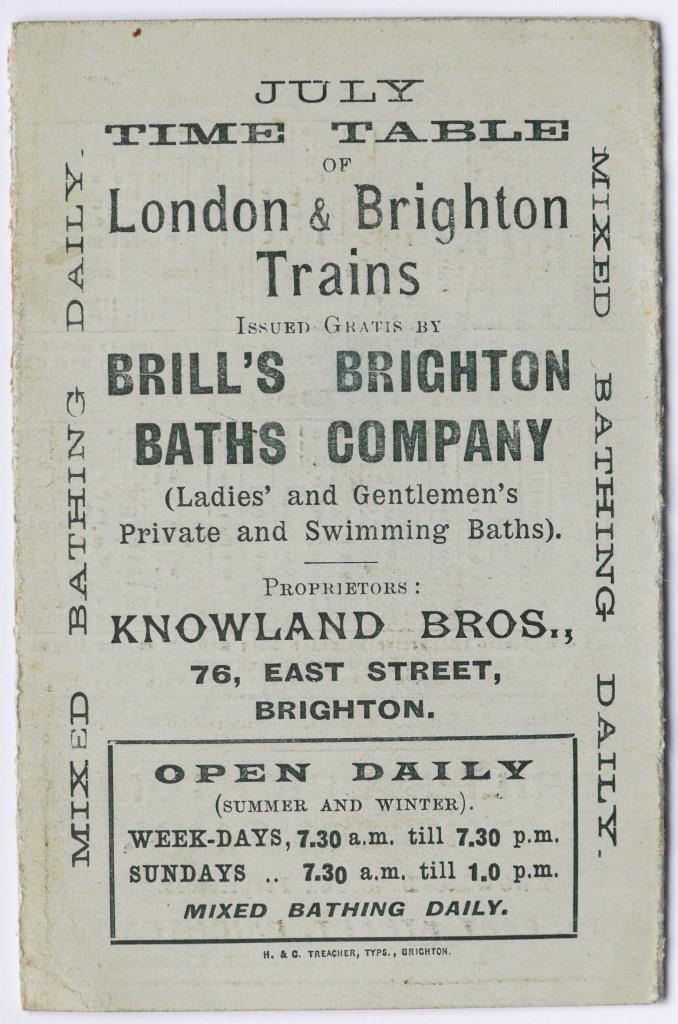 JULY
TIME TABLE
OF
London & Brighton
Trains
ISSUED GRATIS BY
BRILL'S BRIGHTON
BATHS COMPANY
(Ladies' and Gentlemen's
Private and Swimming Baths).
PROPRIETORS :
KNOWLAND BROS.,
76, EAST STREET,
BRIGHTON.
OPEN DAILY
(SUMMER AND WINTER).
WEEK-DAYS, 7.30 a.m. till 7.30 p.m.
SUNDAYS .. 7.30 a.m. till 1.0 p.m.
MIXED BATHING DAILY.
H. & C. TREACHER, TYPS., BRIGHTON.
MIXED BATHING DAILY.
MIXED BATHING DAILY.